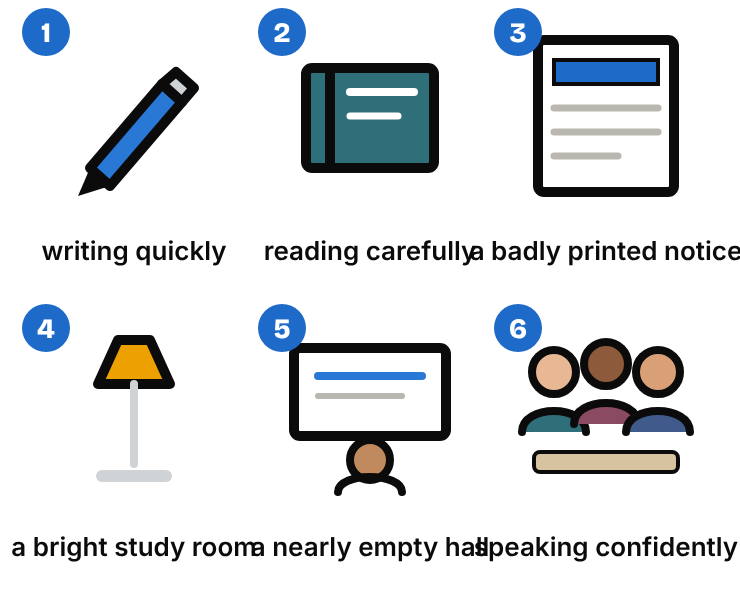 1
2
3
writing quickly
reading carefully
a badly printed notice
4
5
6
a bright study room
a nearly empty hall
speaking confidently